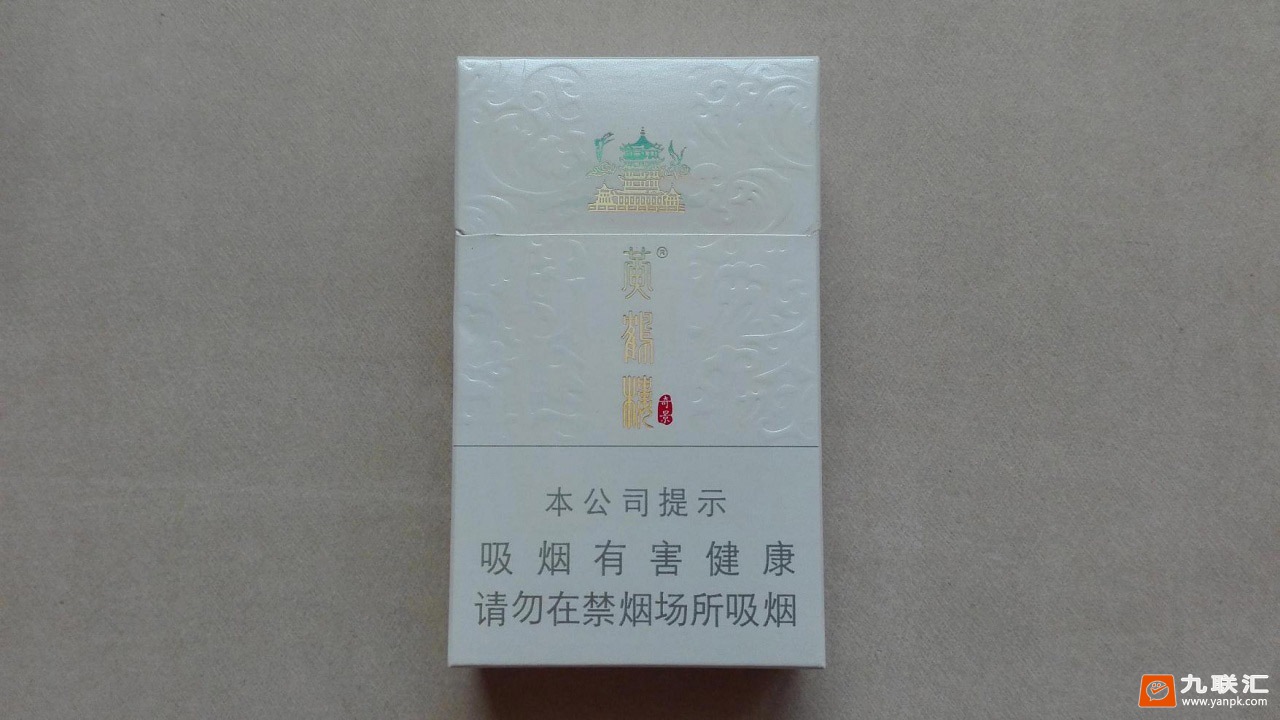 黄鹤楼®
奇景
本公司提示
吸烟有害健康
请勿在禁烟场所吸烟
九联汇
www.yanpk.com